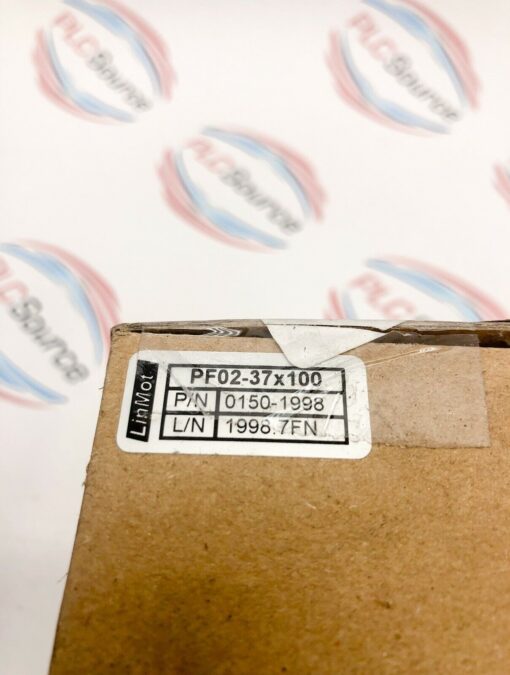 PLCSource
PLCSource
PLCSource
PLCSource
PLCSource
LinMot
PF02-37x100
P/N 0150-1998
L/N 1998.7FN